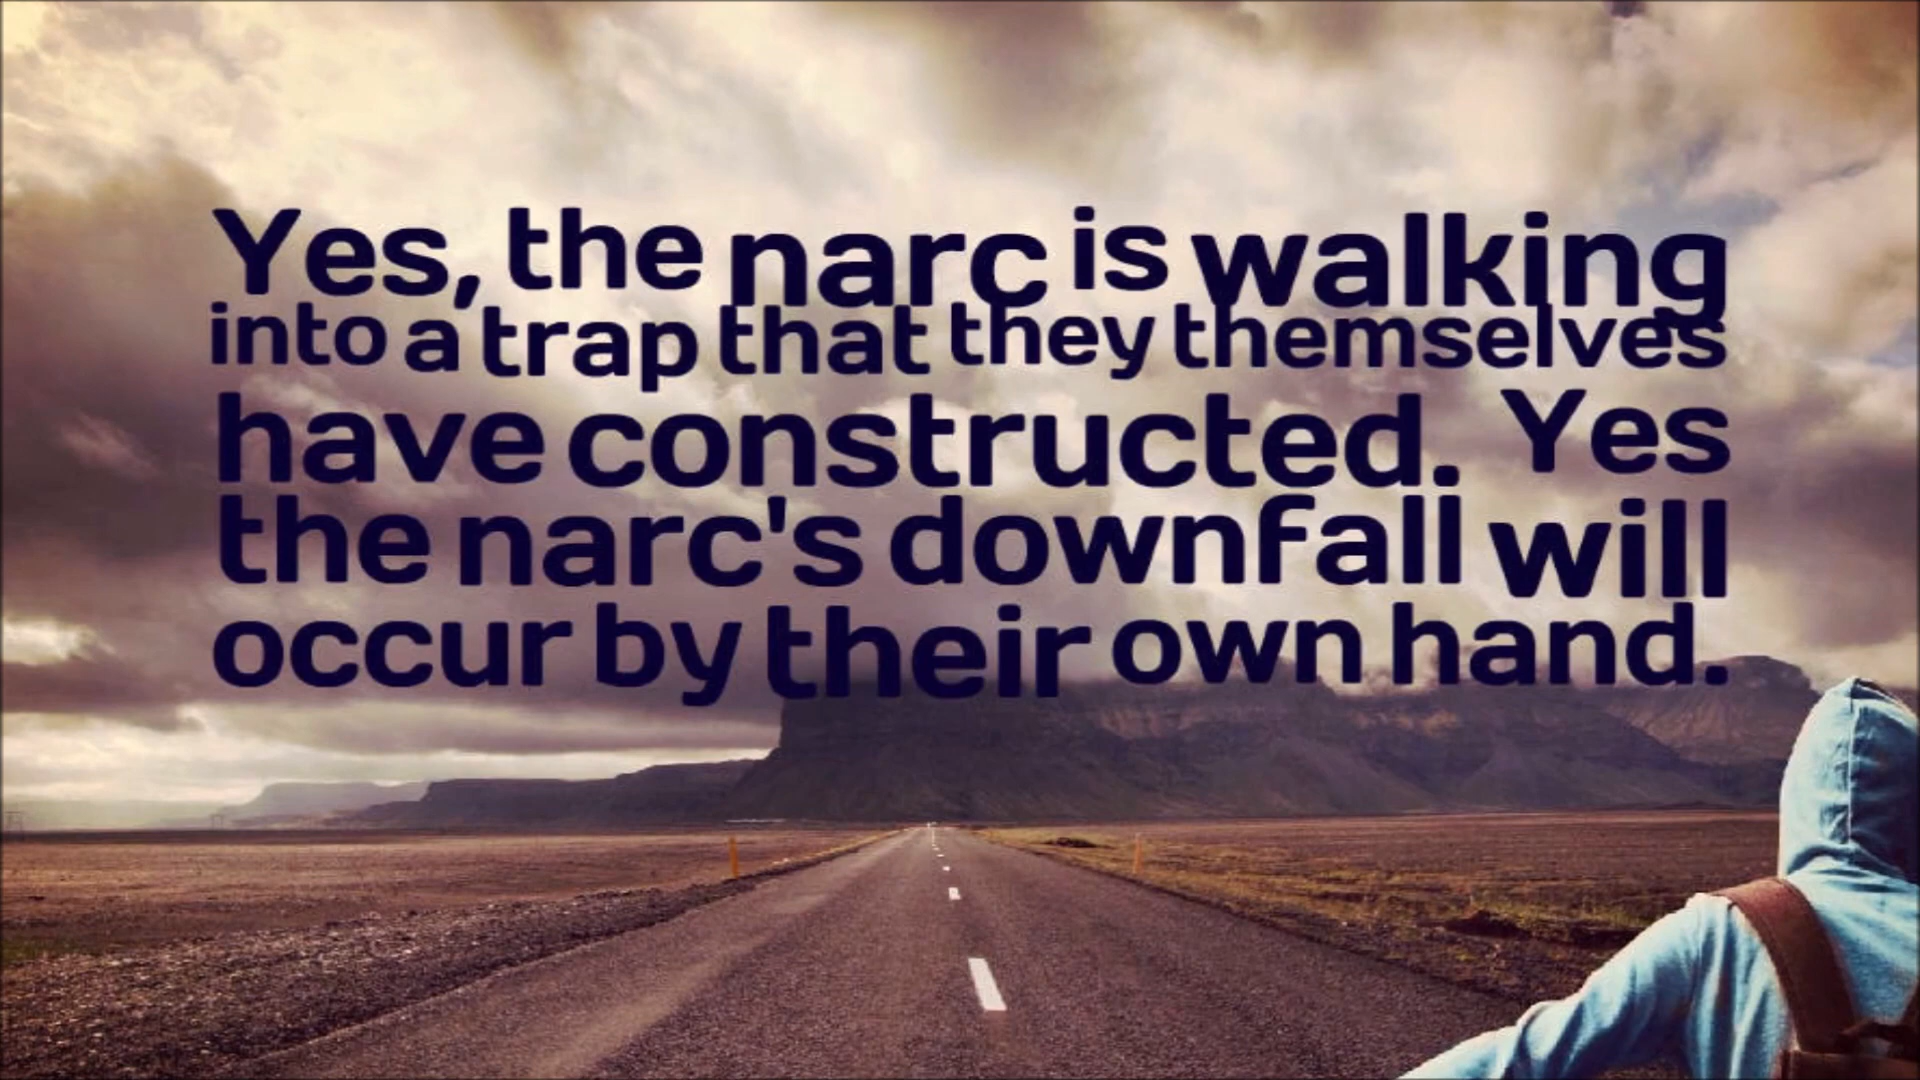 Yes, the narc is walking
into a trap that they themselves
have constructed. Yes
the narc's downfall will
occur by their own hand.